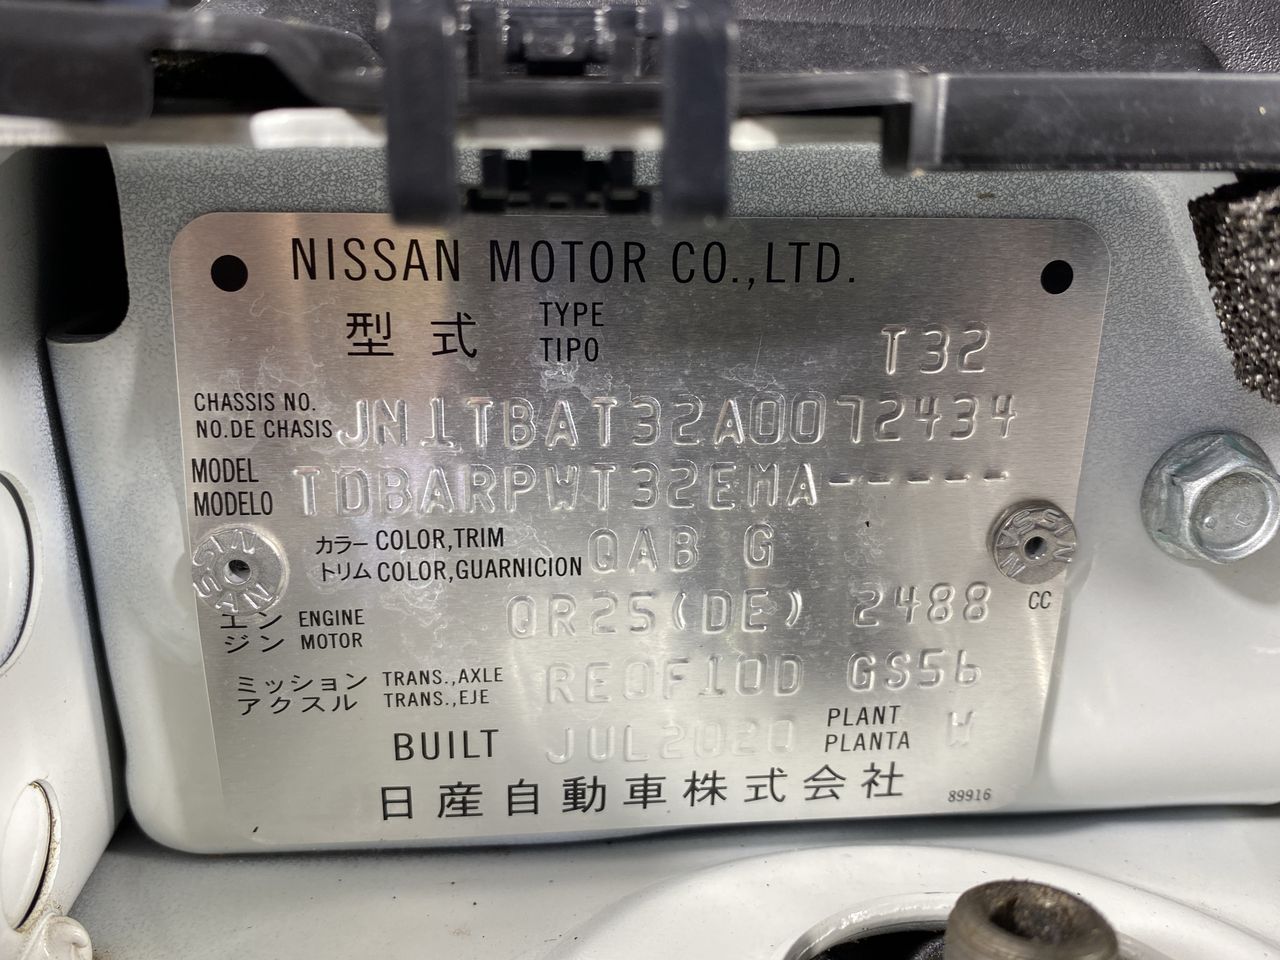 NISSAN MOTOR CO.,LTD.
型式 TYPE TIPO T32
CHASSIS NO. NO.DE CHASIS JN1TBAT32A0072434
MODEL MODELO TDBARPWT32EMA-----
カラー COLOR,TRIM
トリム COLOR,GUARNICION QAB G
エンジン ENGINE MOTOR QR25(DE) 2488 CC
ミッション TRANS.,AXLE
アクスル TRANS.,EJE RE0F10D GS56
BUILT JUL2020 PLANT PLANTA W
日産自動車株式会社 89916
NISSAN
NISSAN